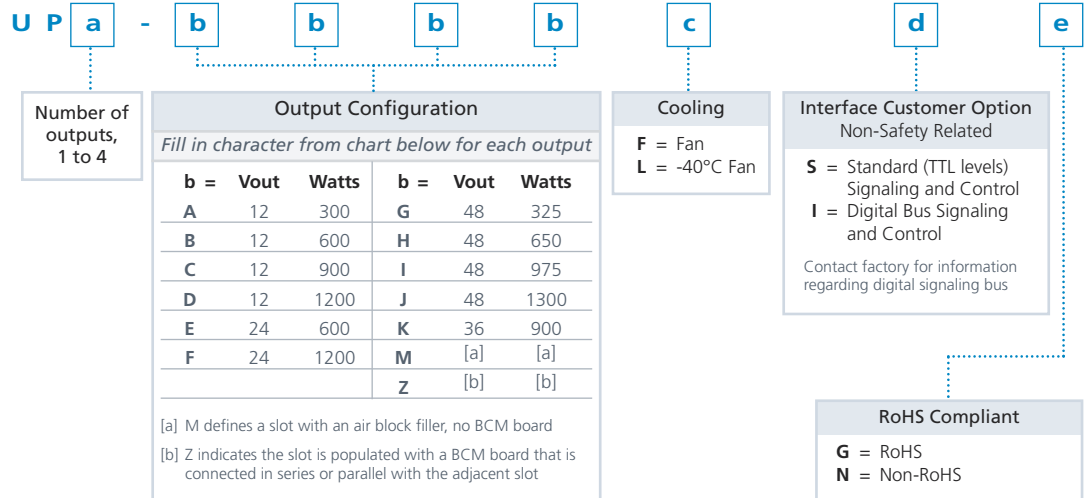 U P a - b b b b c d e
Number of
outputs,
1 to 4
Output Configuration
Fill in character from chart below for each output
b = Vout Watts b = Vout Watts
A 12 300 G 48 325
B 12 600 H 48 650
C 12 900 I 48 975
D 12 1200 J 48 1300
E 24 600 K 36 900
F 24 1200 M [a] [a]
Z [b] [b]
[a] M defines a slot with an air block filler, no BCM board
[b] Z indicates the slot is populated with a BCM board that is
connected in series or parallel with the adjacent slot
Cooling
F = Fan
L = -40°C Fan
Interface Customer Option
Non-Safety Related
S = Standard (TTL levels)
Signaling and Control
I = Digital Bus Signaling
and Control
Contact factory for information
regarding digital signaling bus
RoHS Compliant
G = RoHS
N = Non-RoHS